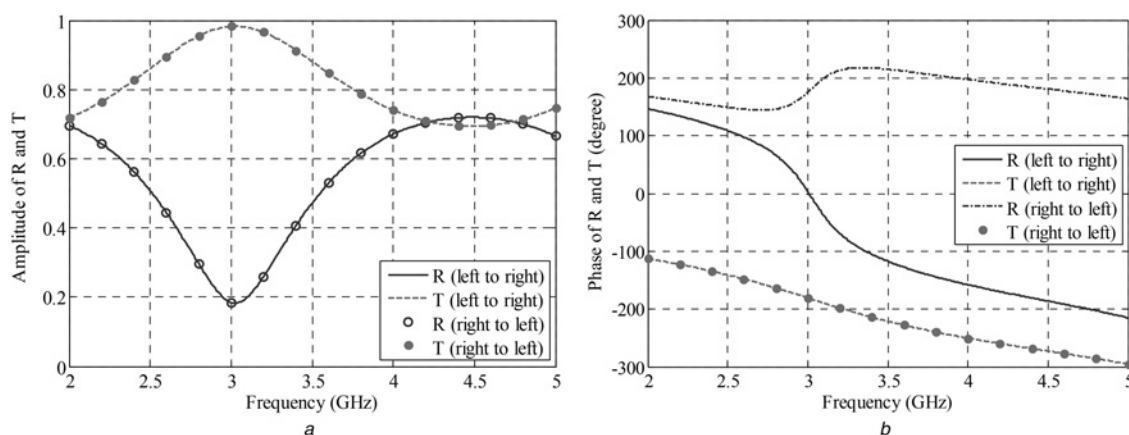 Amplitude of R and T
1
0.8
0.6
0.4
0.2
0
2 2.5 3 3.5 4 4.5 5
Frequency (GHz)
R (left to right)
T (left to right)
R (right to left)
T (right to left)
a
Phase of R and T (degree)
300
200
100
0
-100
-200
-300
2 2.5 3 3.5 4 4.5 5
Frequency (GHz)
R (left to right)
T (left to right)
R (right to left)
T (right to left)
b